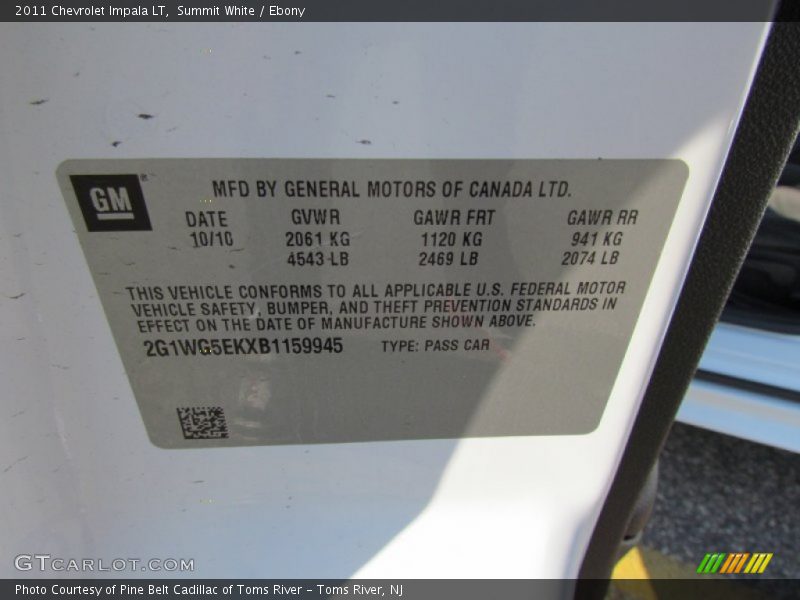 2011 Chevrolet Impala LT, Summit White / Ebony
GM ®
MFD BY GENERAL MOTORS OF CANADA LTD.
DATE GVWR GAWR FRT GAWR RR
10/10 2061 KG 1120 KG 941 KG
4543 LB 2469 LB 2074 LB
THIS VEHICLE CONFORMS TO ALL APPLICABLE U.S. FEDERAL MOTOR
VEHICLE SAFETY, BUMPER, AND THEFT PREVENTION STANDARDS IN
EFFECT ON THE DATE OF MANUFACTURE SHOWN ABOVE.
2G1WG5EKXB1159945 TYPE: PASS CAR
GTCARLOT.COM
Photo Courtesy of Pine Belt Cadillac of Toms River – Toms River, NJ